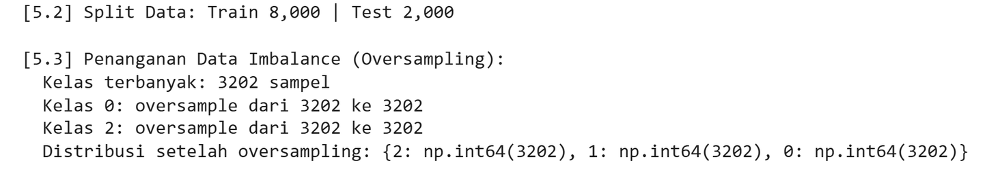 [5.2] Split Data: Train 8,000 | Test 2,000
[5.3] Penanganan Data Imbalance (Oversampling):
Kelas terbanyak: 3202 sampel
Kelas 0: oversample dari 3202 ke 3202
Kelas 2: oversample dari 3202 ke 3202
Distribusi setelah oversampling: {2: np.int64(3202), 1: np.int64(3202), 0: np.int64(3202)}